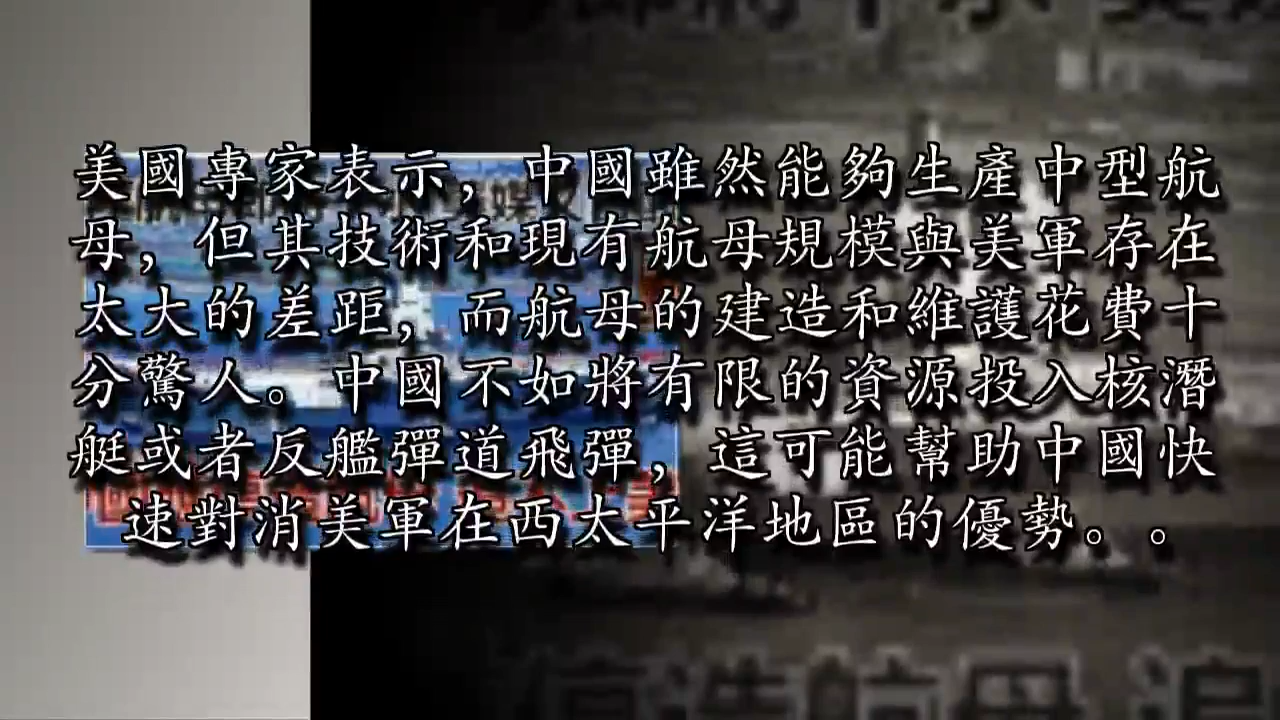 美國專家表示，中國雖然能夠生產中型航
母，但其技術和現有航母規模與美軍存在
太大的差距，而航母的建造和維護花費十
分驚人。中國不如將有限的資源投入核潛
艇或者反艦彈道飛彈，這可能幫助中國快
速對消美軍在西太平洋地區的優勢。。